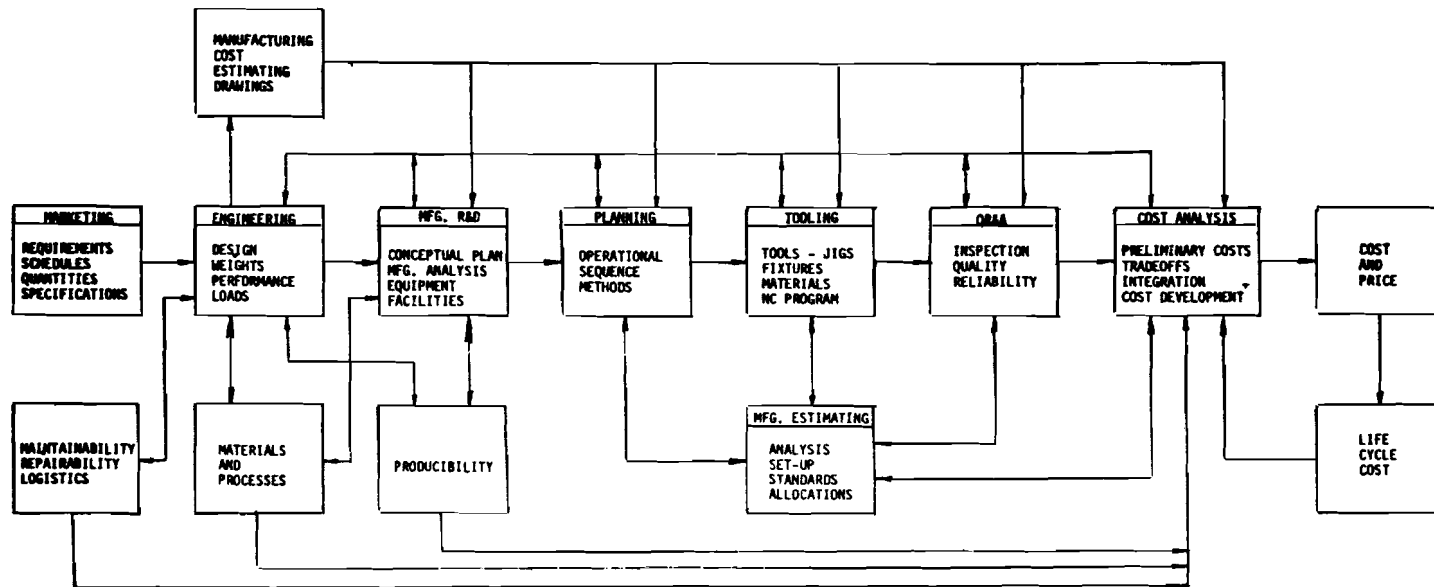 MANUFACTURING
COST
ESTIMATING
DRAWINGS
MARKETING
REQUIREMENTS
SCHEDULES
QUANTITIES
SPECIFICATIONS
ENGINEERING
DESIGN
WEIGHTS
PERFORMANCE
LOADS
MFG. R&D
CONCEPTUAL PLAN
MFG. ANALYSIS
EQUIPMENT
FACILITIES
PLANNING
OPERATIONAL
SEQUENCE
METHODS
TOOLING
TOOLS - JIGS
FIXTURES
MATERIALS
NC PROGRAM
QR&A
INSPECTION
QUALITY
RELIABILITY
COST ANALYSIS
PRELIMINARY COSTS
TRADEOFFS
INTEGRATION
COST DEVELOPMENT
COST
AND
PRICE
MAINTAINABILITY
REPAIRABILITY
LOGISTICS
MATERIALS
AND
PROCESSES
PRODUCIBILITY
MFG. ESTIMATING
ANALYSIS
SET-UP
STANDARDS
ALLOCATIONS
LIFE
CYCLE
COST